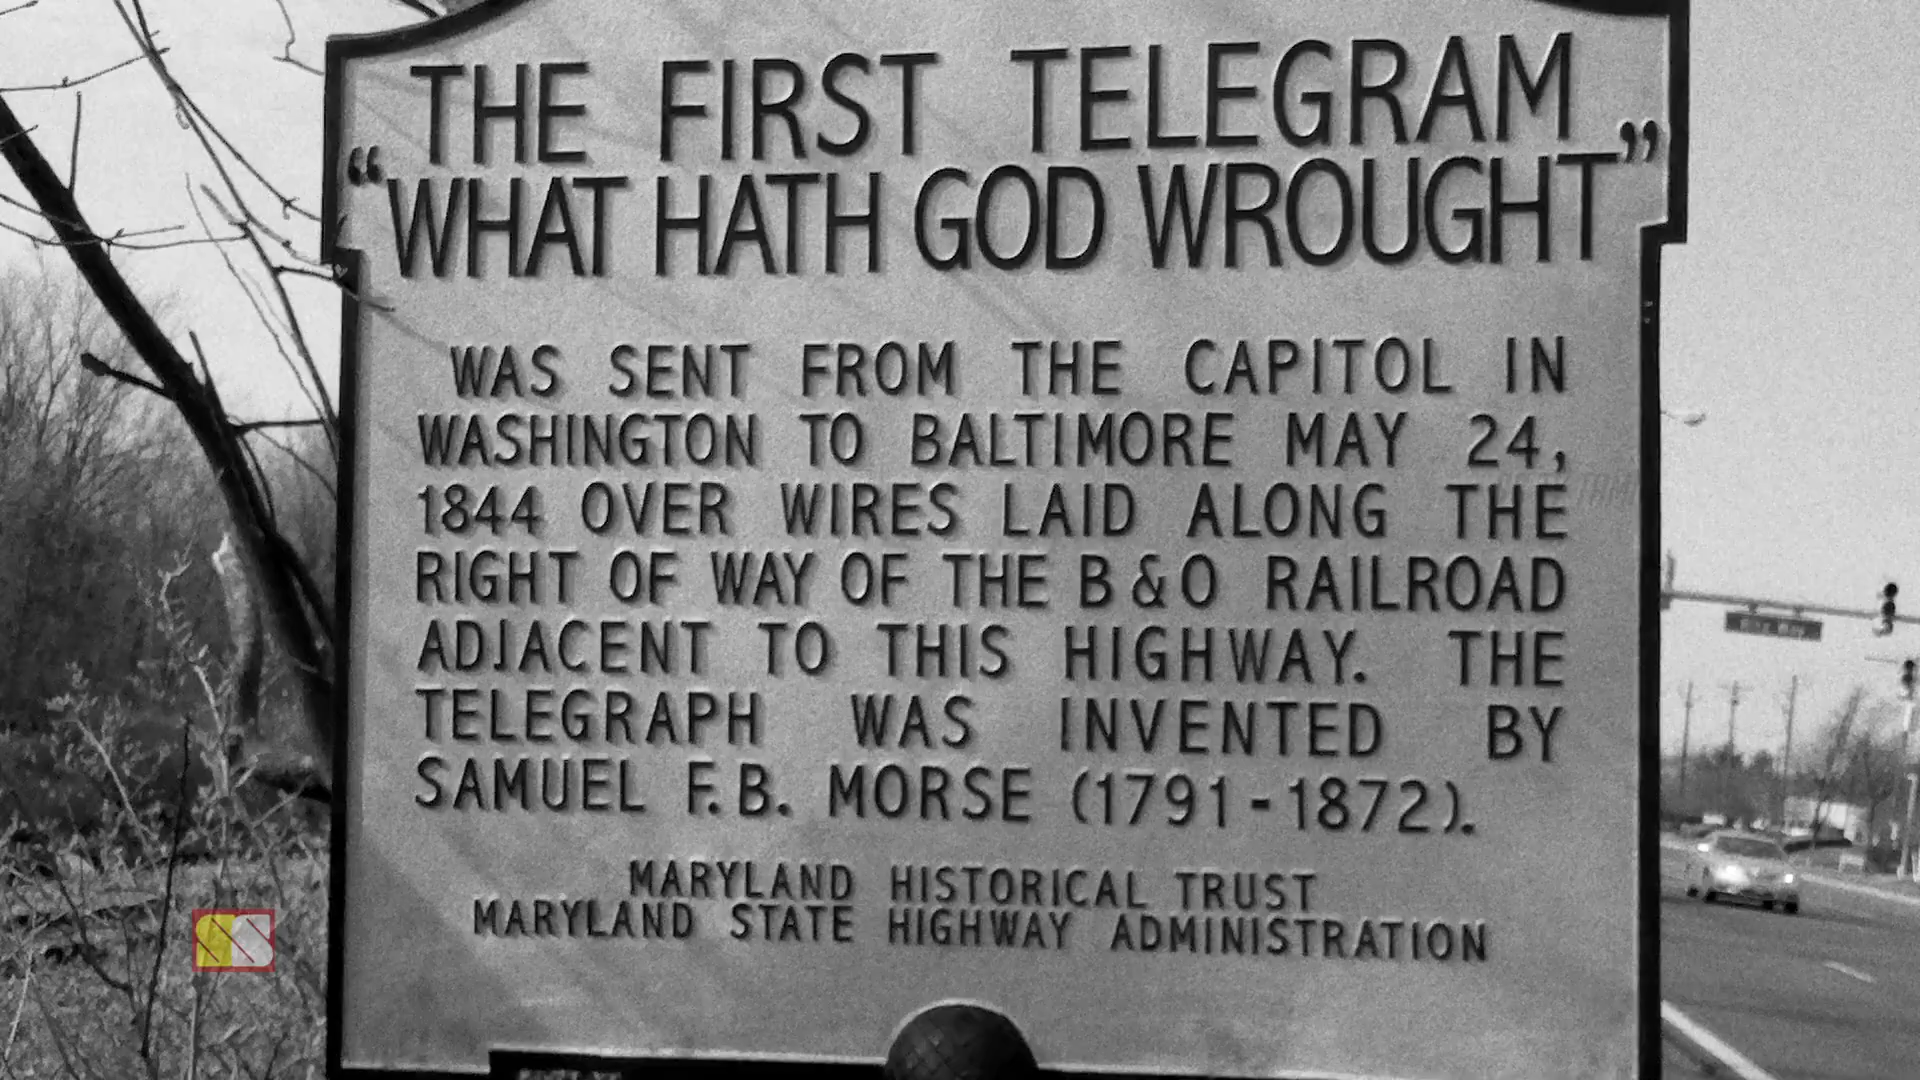 THE FIRST TELEGRAM
“WHAT HATH GOD WROUGHT”
WAS SENT FROM THE CAPITOL IN
WASHINGTON TO BALTIMORE MAY 24,
1844 OVER WIRES LAID ALONG THE
RIGHT OF WAY OF THE B & O RAILROAD
ADJACENT TO THIS HIGHWAY. THE
TELEGRAPH WAS INVENTED BY
SAMUEL F. B. MORSE (1791-1872).
MARYLAND HISTORICAL TRUST
MARYLAND STATE HIGHWAY ADMINISTRATION